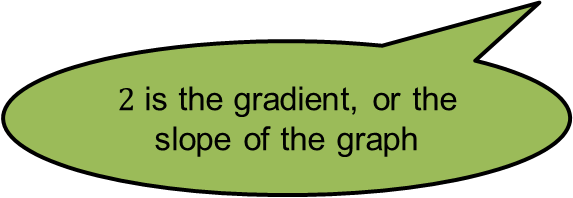 2 is the gradient, or the
slope of the graph